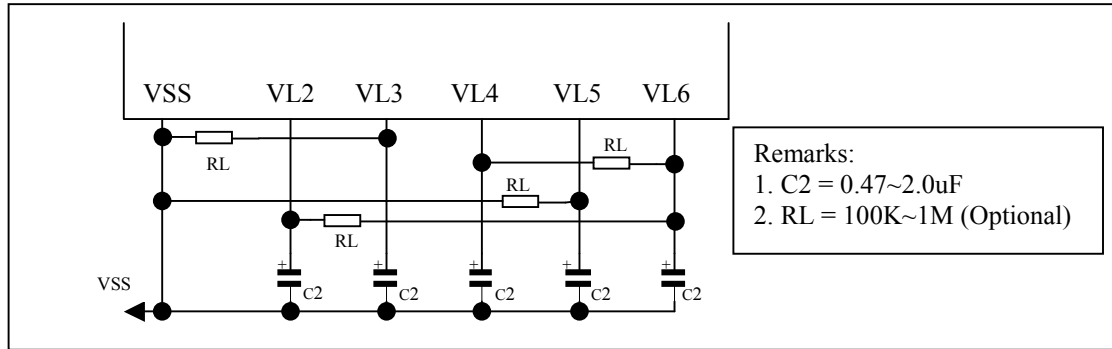 VSS VL2 VL3 VL4 VL5 VL6
RL
RL
RL
RL
Remarks:
1. C2 = 0.47~2.0uF
2. RL = 100K~1M (Optional)
VSS
+ C2 + C2 + C2 + C2 + C2